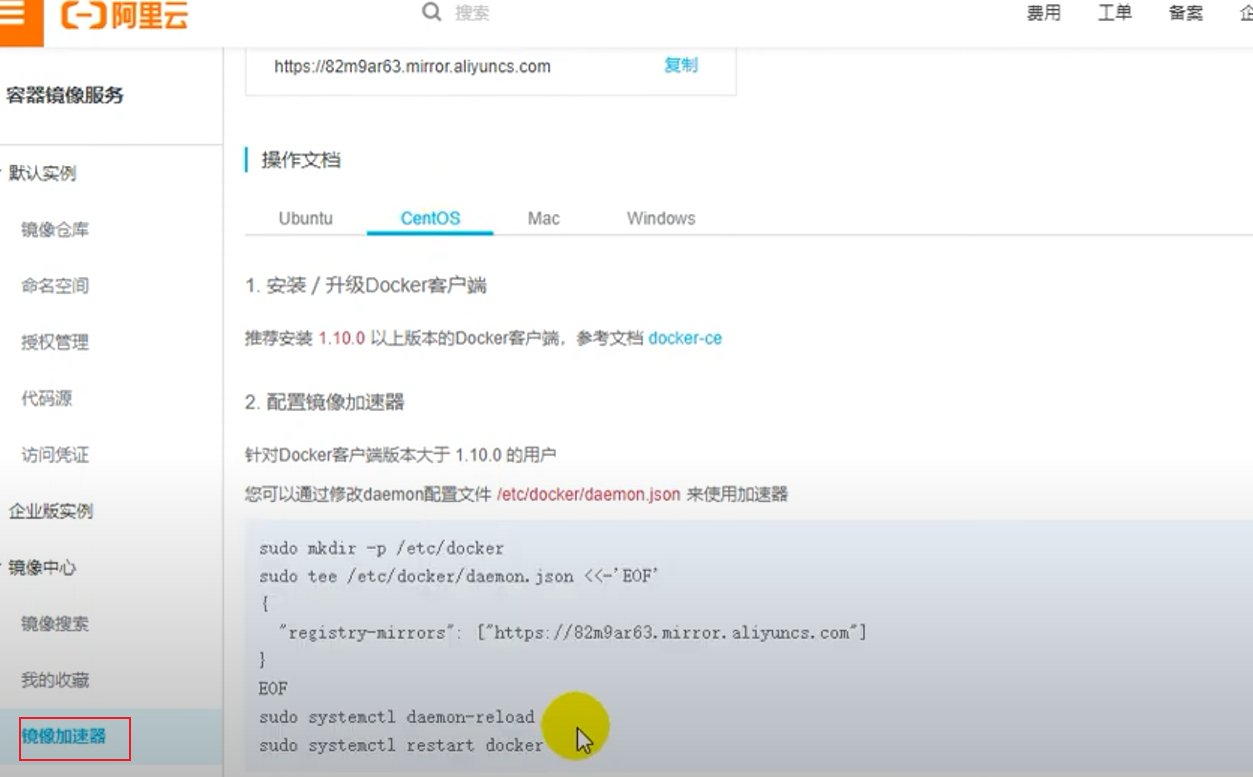 阿里云
搜索
费用
工单
备案
企
https://82m9ar63.mirror.aliyuncs.com
复制
容器镜像服务
默认实例
镜像仓库
命名空间
授权管理
代码源
访问凭证
企业版实例
镜像中心
镜像搜索
我的收藏
镜像加速器
操作文档
Ubuntu
CentOS
Mac
Windows
1. 安装 / 升级Docker客户端
推荐安装 1.10.0 以上版本的Docker客户端，参考文档 docker-ce
2. 配置镜像加速器
针对Docker客户端版本大于 1.10.0 的用户
您可以通过修改daemon配置文件 /etc/docker/daemon.json 来使用加速器
sudo mkdir -p /etc/docker
sudo tee /etc/docker/daemon.json <<-'EOF'
{
"registry-mirrors": ["https://82m9ar63.mirror.aliyuncs.com"]
}
EOF
sudo systemctl daemon-reload
sudo systemctl restart docker